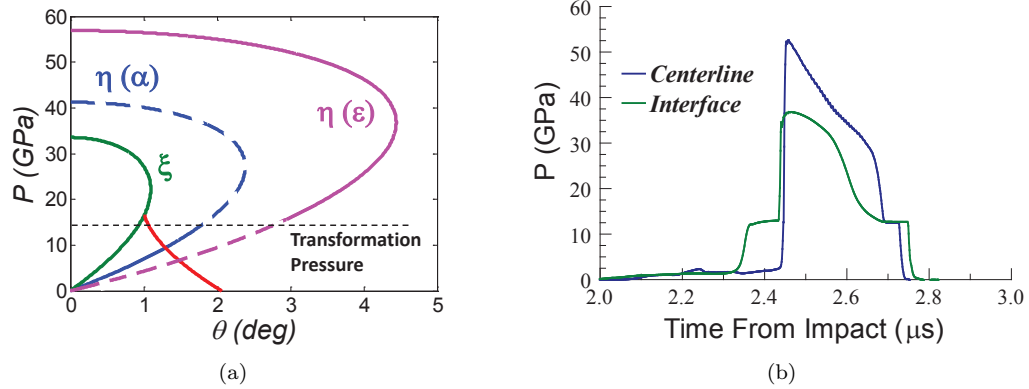 60
50
40
30
20
10
0
P (GPa)
η (α)
η (ε)
ξ
Transformation
Pressure
0 1 2 3 4 5
θ (deg)
(a)
60
50
40
30
20
10
0
P (GPa)
Centerline
Interface
2.0 2.2 2.4 2.6 2.8 3.0
Time From Impact (μs)
(b)